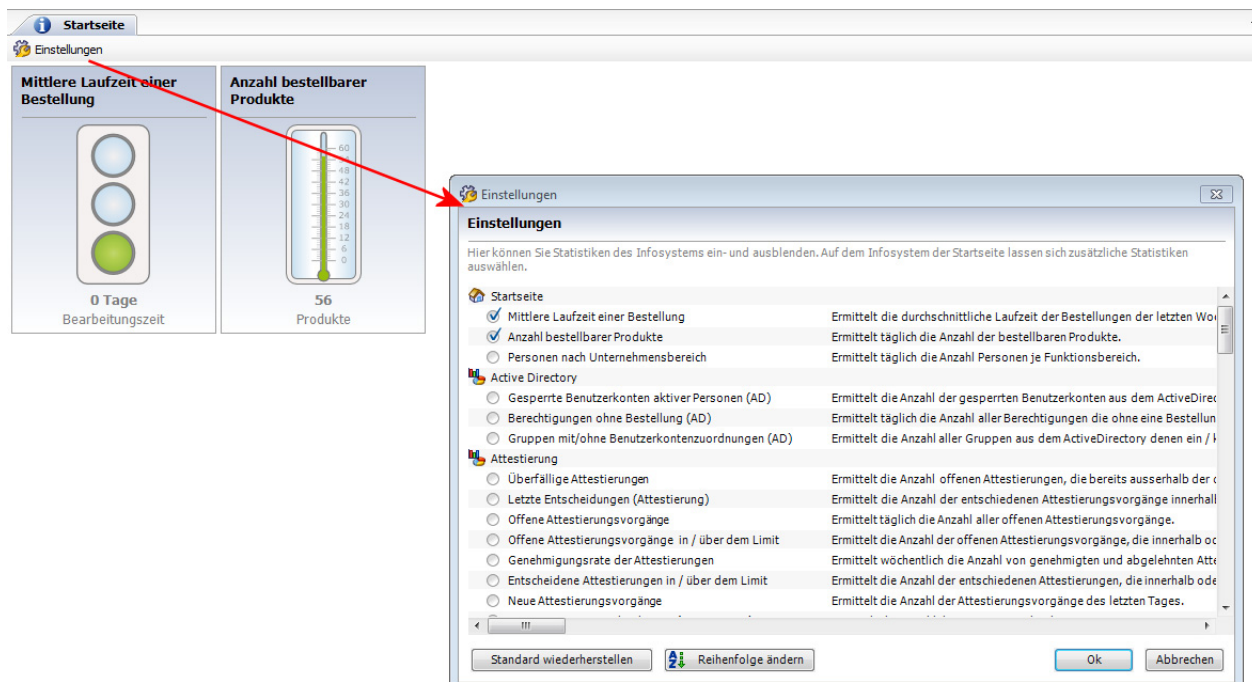 Startseite
Einstellungen
Mittlere Laufzeit einer Bestellung
0 Tage
Bearbeitungszeit
Anzahl bestellbarer Produkte
60
48
42
36
30
24
18
12
6
0
56
Produkte
Einstellungen
Einstellungen
Hier können Sie Statistiken des Infosystems ein- und ausblenden. Auf dem Infosystem der Startseite lassen sich zusätzliche Statistiken
auswählen.
Startseite
Mittlere Laufzeit einer Bestellung Ermittelt die durchschnittliche Laufzeit der Bestellungen der letzten
Anzahl bestellbarer Produkte Ermittelt täglich die Anzahl der bestellbaren Produkte.
Personen nach Unternehmensbereich Ermittelt täglich die Anzahl Personen je Funktionsbereich.
Active Directory
Gesperrte Benutzerkonten aktiver Personen (AD) Ermittelt die Anzahl der gesperrten Benutzerkonten aus dem
Berechtigungen ohne Bestellung (AD) Ermittelt täglich die Anzahl aller Berechtigungen die ohne eine
Gruppen mit/ohne Benutzerkontenzuordnungen (AD) Ermittelt die Anzahl aller Gruppen aus dem ActiveDirectory denen ein /
Attestierung
Überfällige Attestierungen Ermittelt die Anzahl offenen Attestierungen, die bereits ausserhalb der
Letzte Entscheidungen (Attestierung) Ermittelt die Anzahl der entschiedenen Attestierungsvorgänge
Offene Attestierungsvorgänge Ermittelt täglich die Anzahl aller offenen Attestierungsvorgänge.
Offene Attestierungsvorgänge in / über dem Limit Ermittelt die Anzahl der offenen Attestierungsvorgänge, die innerhalb
Genehmigungsrate der Attestierungen Ermittelt wöchentlich die Anzahl von genehmigten und abgelehnten
Entscheidene Attestierungen in / über dem Limit Ermittelt die Anzahl der entschiedenen Attestierungen, die innerhalb
Neue Attestierungsvorgänge Ermittelt die Anzahl der Attestierungsvorgänge des letzten Tages.
Standard wiederherstellen
Reihenfolge ändern
Ok
Abbrechen